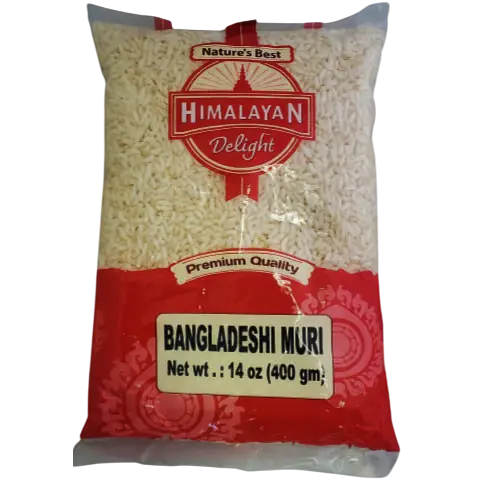 Nature's Best
HIMALAYAN
Delight
Premium Quality
BANGLADESHI MURI
Net wt . : 14 oz (400 gm)